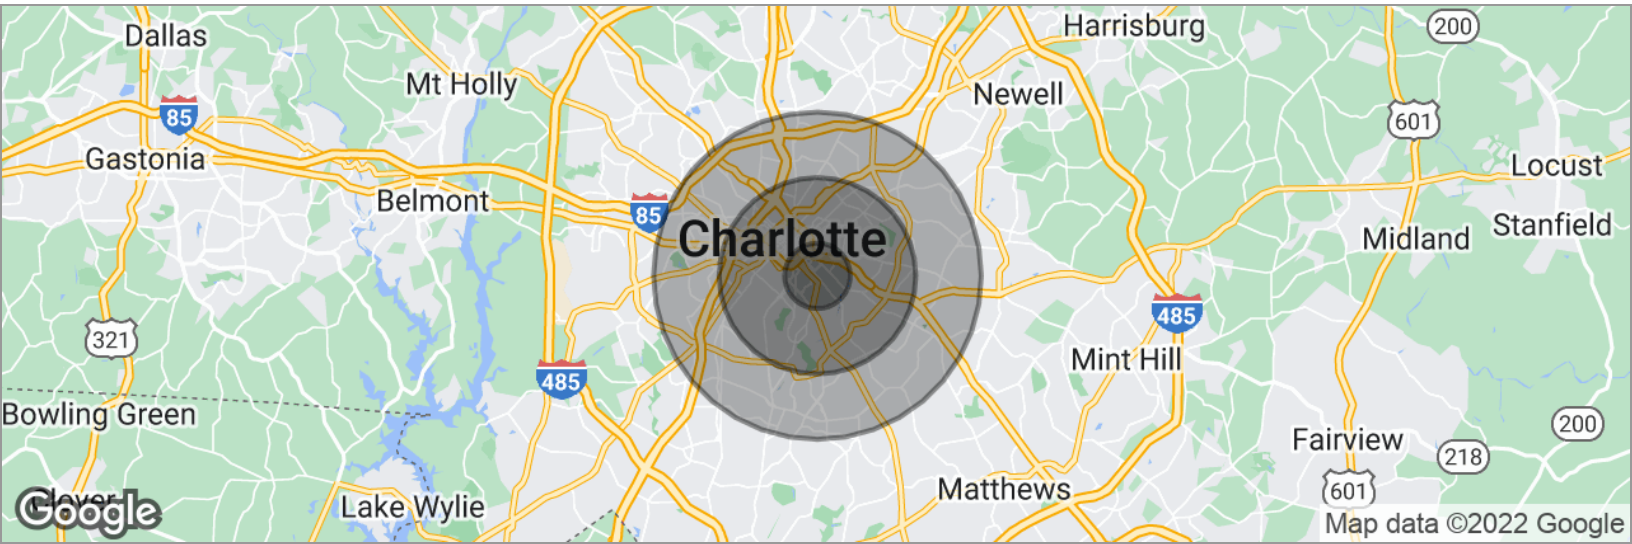 Dallas
Harrisburg
200
Mt Holly
Newell
85
601
Gastonia
Locust
Belmont
85
Charlotte
Midland
Stanfield
321
485
485
Mint Hill
Bowling Green
200
Fairview
218
Clover
Google
Lake Wylie
Matthews
601
Map data ©2022 Google